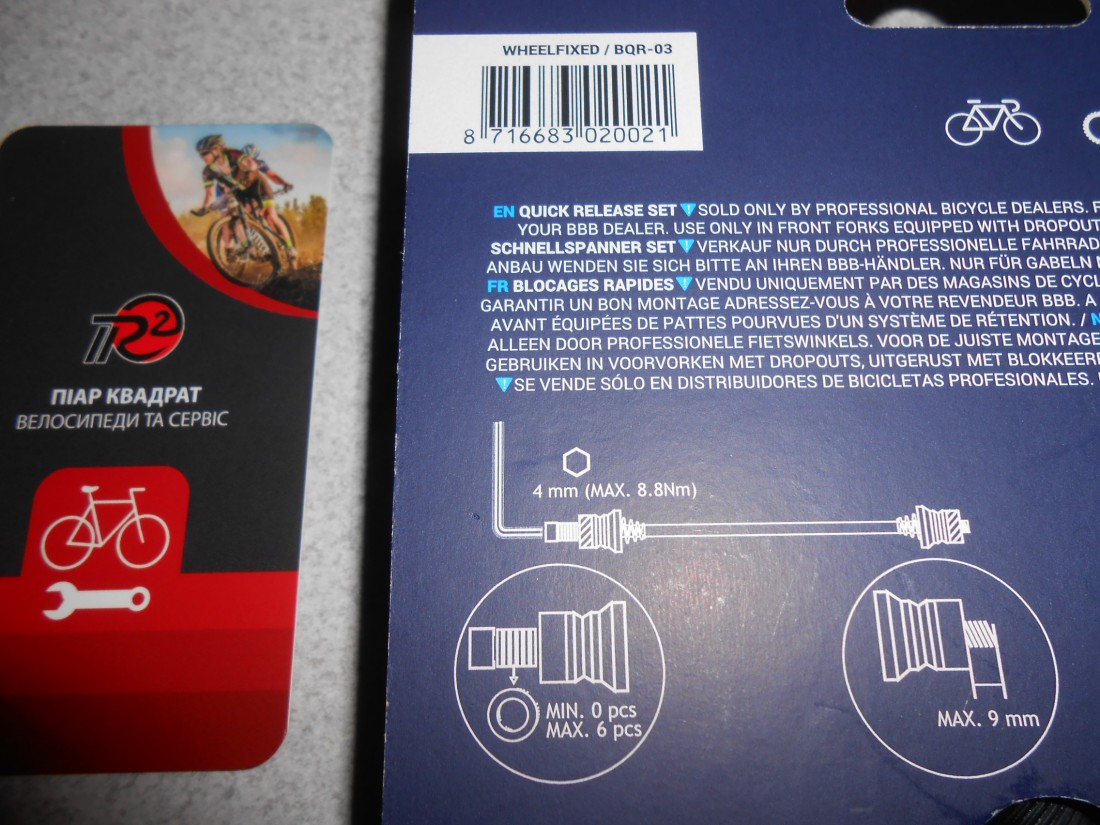 R2
ПІАР КВАДРАТ
ВЕЛОСИПЕДИ ТА СЕРВІС
WHEELFIXED / BQR-03
8 716683 020021
EN QUICK RELEASE SET ! SOLD ONLY BY PROFESSIONAL BICYCLE DEALERS.
YOUR BBB DEALER. USE ONLY IN FRONT FORKS EQUIPPED WITH DROPOUT
SCHNELLSPANNER SET ! VERKAUF NUR DURCH PROFESSIONELLE FAHRRAD
ANBAU WENDEN SIE SICH BITTE AN IHREN BBB-HÄNDLER. NUR FÜR GABELN
FR BLOCAGES RAPIDES ! VENDU UNIQUEMENT PAR DES MAGASINS DE CYCL
GARANTIR UN BON MONTAGE ADRESSEZ-VOUS À VOTRE REVENDEUR BBB. A
AVANT ÉQUIPÉES DE PATTES POURVUES D'UN SYSTÈME DE RÉTENTION. / N
ALLEEN DOOR PROFESSIONELE FIETSWINKELS. VOOR DE JUISTE MONTAGE
GEBRUIKEN IN VOORVORKEN MET DROPOUTS, UITGERUST MET BLOKKEER
! SE VENDE SÓLO EN DISTRIBUIDORES DE BICICLETAS PROFESIONALES.
4 mm (MAX. 8.8Nm)
MIN. 0 pcs
MAX. 6 pcs
MAX. 9 mm